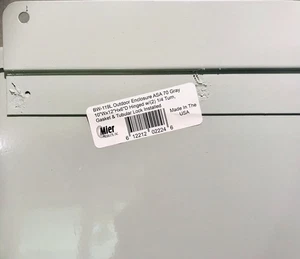 BW-118L Outdoor Enclosure ASA 70 Gray
10"Wx12"Hx6"D Hinged w/(2) 1/4 Turn,
Gasket & Tubular Lock Installed
Mier
Made In The
USA
6 12212 02224 6